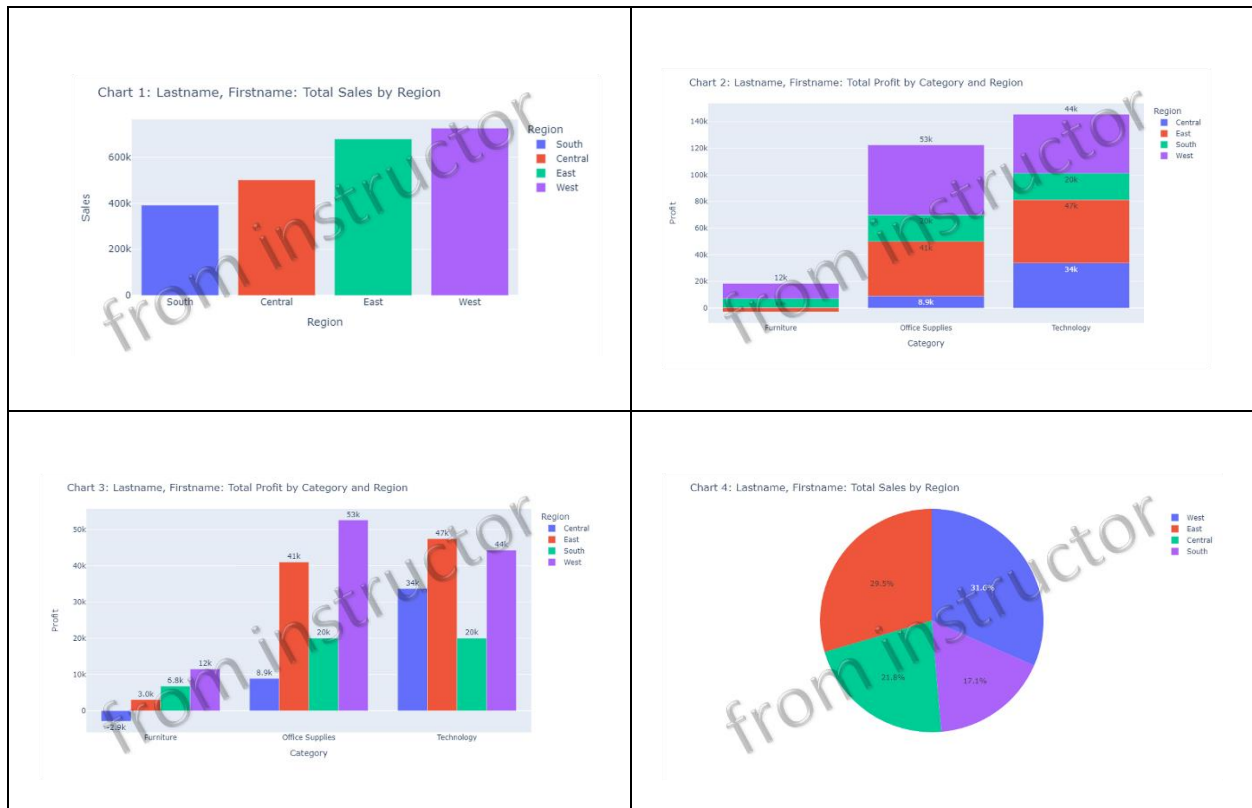 Chart 1: Lastname, Firstname: Total Sales by Region
Region
South
Central
East
West
Sales
600k
400k
200k
0
South Central East West
Region
from instructor
Chart 2: Lastname, Firstname: Total Profit by Category and Region
Region
Central
East
South
West
Profit
140k
120k
100k
80k
60k
40k
20k
0
12k
53k
20k
41k
8.9k
44k
20k
47k
34k
Furniture Office Supplies Technology
Category
from instructor
Chart 3: Lastname, Firstname: Total Profit by Category and Region
Region
Central
East
South
West
Profit
50k
40k
30k
20k
10k
0
−2.9k
3.0k
6.8k
12k
8.9k
41k
20k
53k
34k
47k
20k
44k
Furniture Office Supplies Technology
Category
from instructor
Chart 4: Lastname, Firstname: Total Sales by Region
West
East
Central
South
29.5%
31.6%
21.8%
17.1%
from instructor